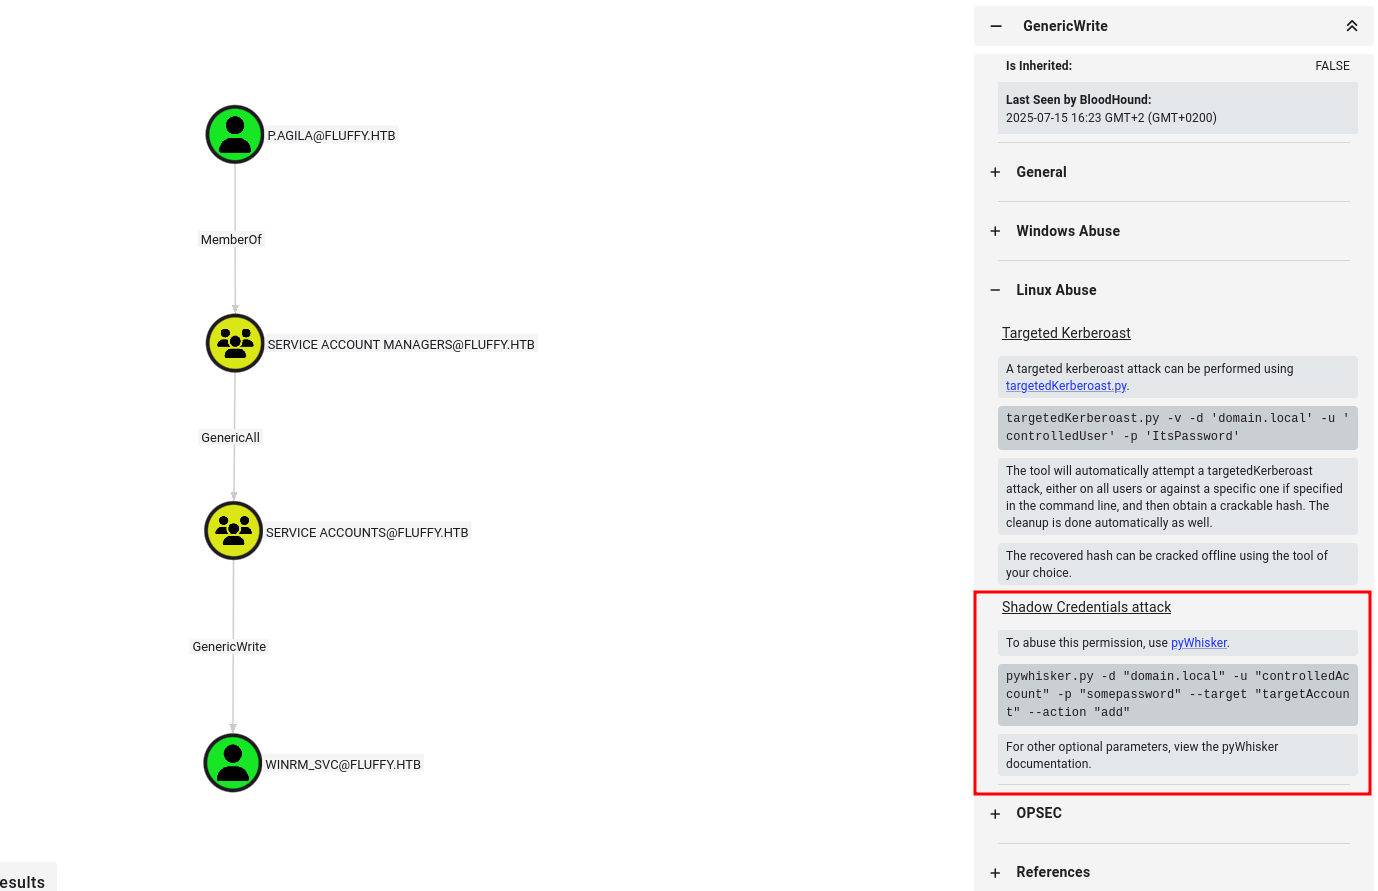 P.AGILA@FLUFFY.HTB
MemberOf
SERVICE ACCOUNT MANAGERS@FLUFFY.HTB
GenericAll
SERVICE ACCOUNTS@FLUFFY.HTB
GenericWrite
WINRM_SVC@FLUFFY.HTB
esults
GenericWrite
Is Inherited: FALSE
Last Seen by BloodHound:
2025-07-15 16:23 GMT+2 (GMT+0200)
+ General
+ Windows Abuse
− Linux Abuse
Targeted Kerberoast
A targeted kerberoast attack can be performed using
targetedKerberoast.py.
targetedKerberoast.py -v -d 'domain.local' -u '
controlledUser' -p 'ItsPassword'
The tool will automatically attempt a targetedKerberoast
attack, either on all users or against a specific one if specified
in the command line, and then obtain a crackable hash. The
cleanup is done automatically as well.
The recovered hash can be cracked offline using the tool of
your choice.
Shadow Credentials attack
To abuse this permission, use pyWhisker.
pywhisker.py -d "domain.local" -u "controlledAc
count" -p "somepassword" --target "targetAccoun
t" --action "add"
For other optional parameters, view the pyWhisker
documentation.
+ OPSEC
+ References